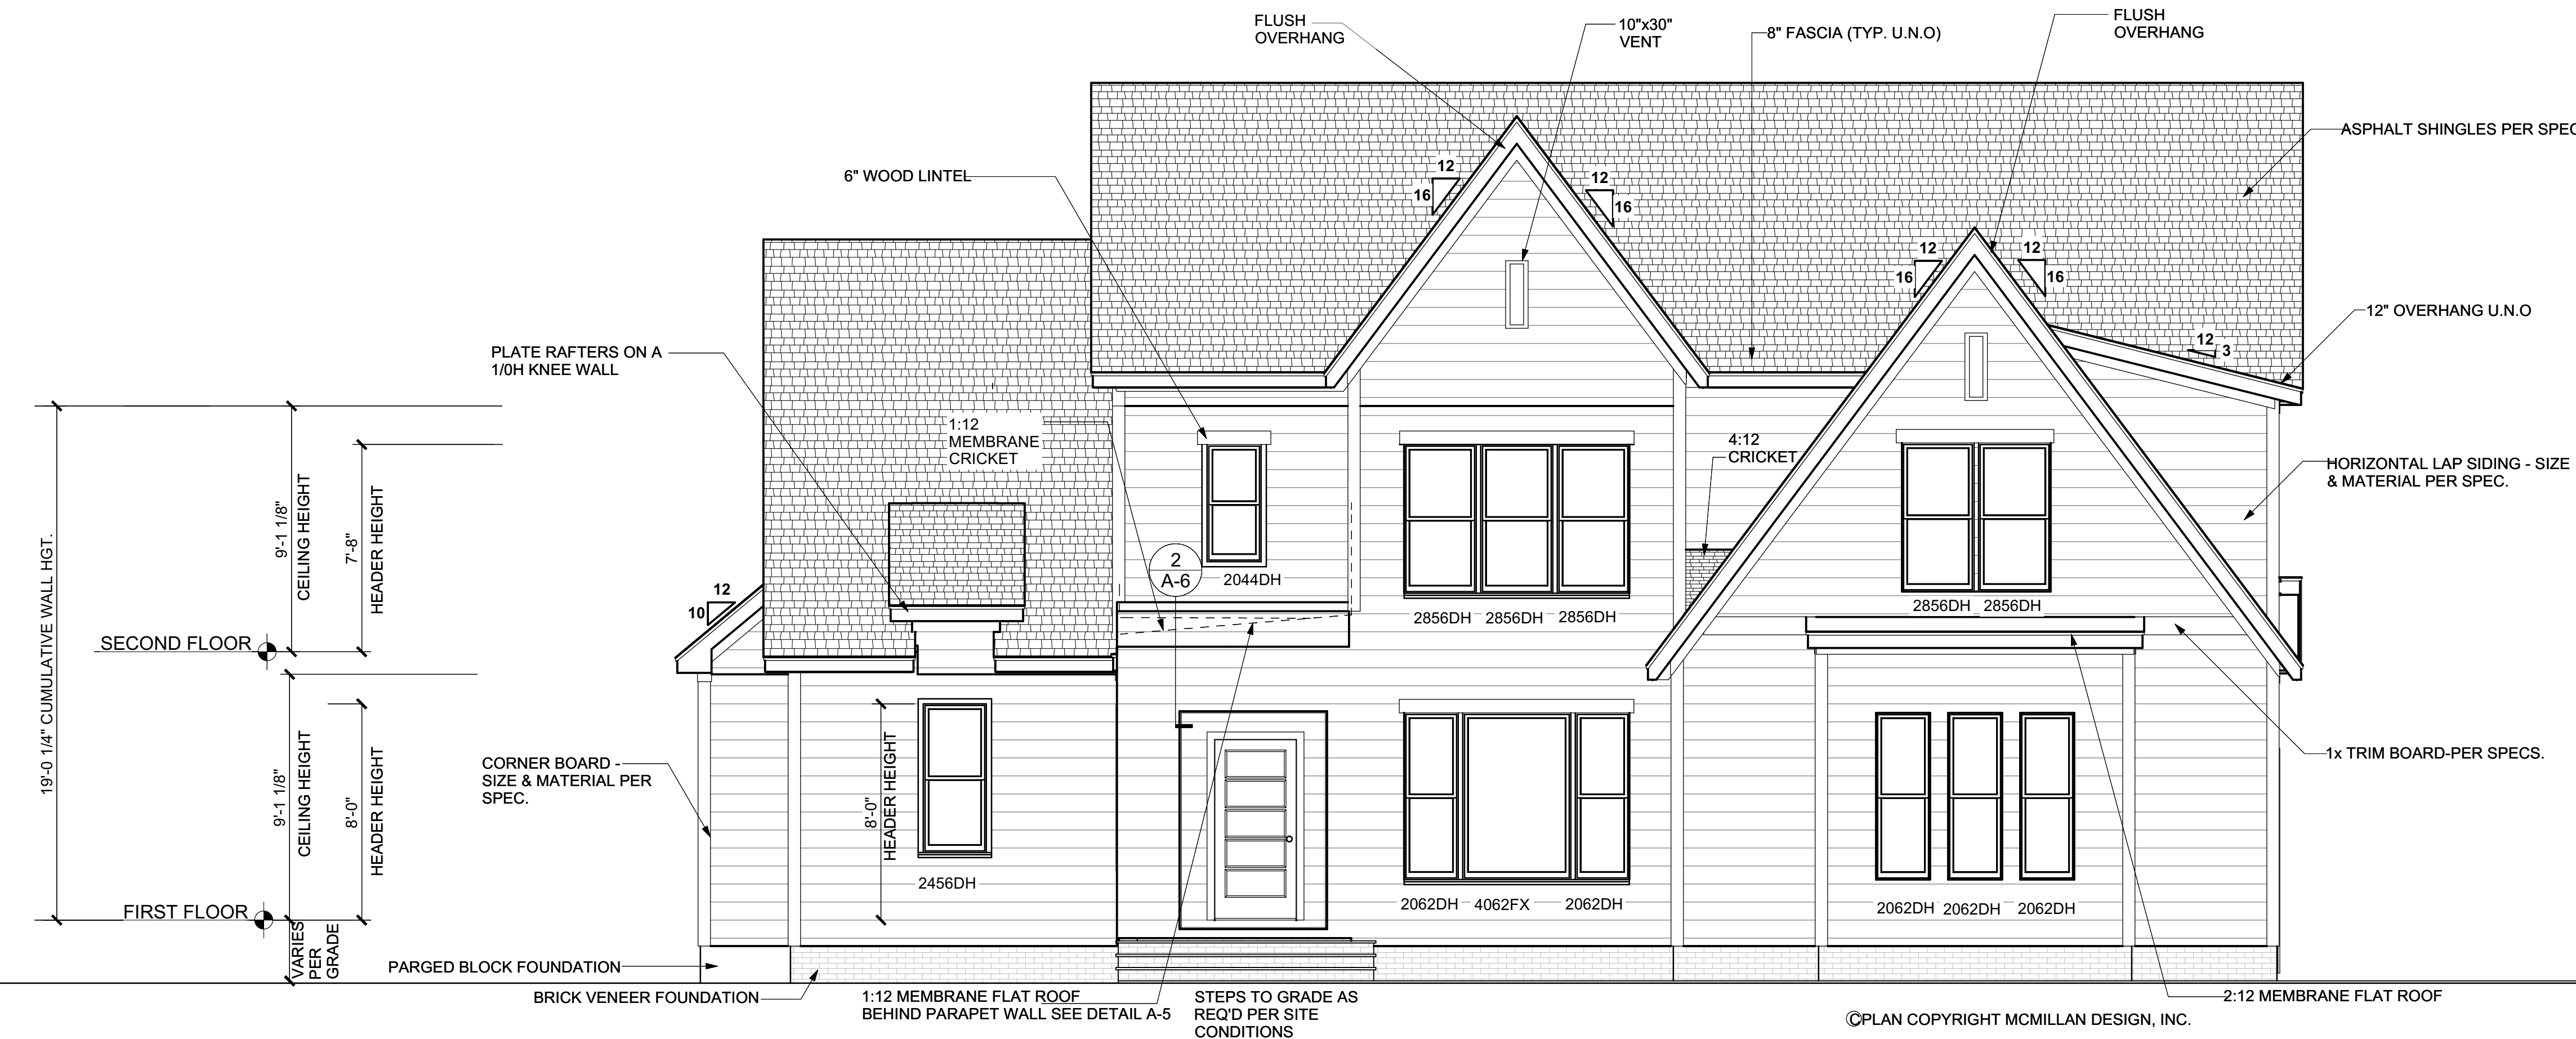 FLUSH
OVERHANG
10"x30"
VENT
8" FASCIA (TYP. U.N.O)
FLUSH
OVERHANG
ASPHALT SHINGLES PER SPEC
6" WOOD LINTEL
12
16
12
16
12
16
12
16
12" OVERHANG U.N.O
12
3
PLATE RAFTERS ON A
1/0H KNEE WALL
1:12
MEMBRANE
CRICKET
4:12
CRICKET
HORIZONTAL LAP SIDING - SIZE
& MATERIAL PER SPEC.
19'-0 1/4" CUMULATIVE WALL HGT.
9'-1 1/8"
CEILING HEIGHT
7'-8"
HEADER HEIGHT
2
A-6
2044DH
2856DH 2856DH 2856DH
2856DH 2856DH
12
10
SECOND FLOOR
9'-1 1/8"
CEILING HEIGHT
8'-0"
HEADER HEIGHT
CORNER BOARD -
SIZE & MATERIAL PER
SPEC.
8'-0"
HEADER HEIGHT
1x TRIM BOARD-PER SPECS.
2456DH
2062DH 4062FX 2062DH
2062DH 2062DH 2062DH
FIRST FLOOR
VARIES
PER
GRADE
PARGED BLOCK FOUNDATION
BRICK VENEER FOUNDATION
1:12 MEMBRANE FLAT ROOF
BEHIND PARAPET WALL SEE DETAIL A-5
STEPS TO GRADE AS
REQ'D PER SITE
CONDITIONS
2:12 MEMBRANE FLAT ROOF
©PLAN COPYRIGHT MCMILLAN DESIGN, INC.